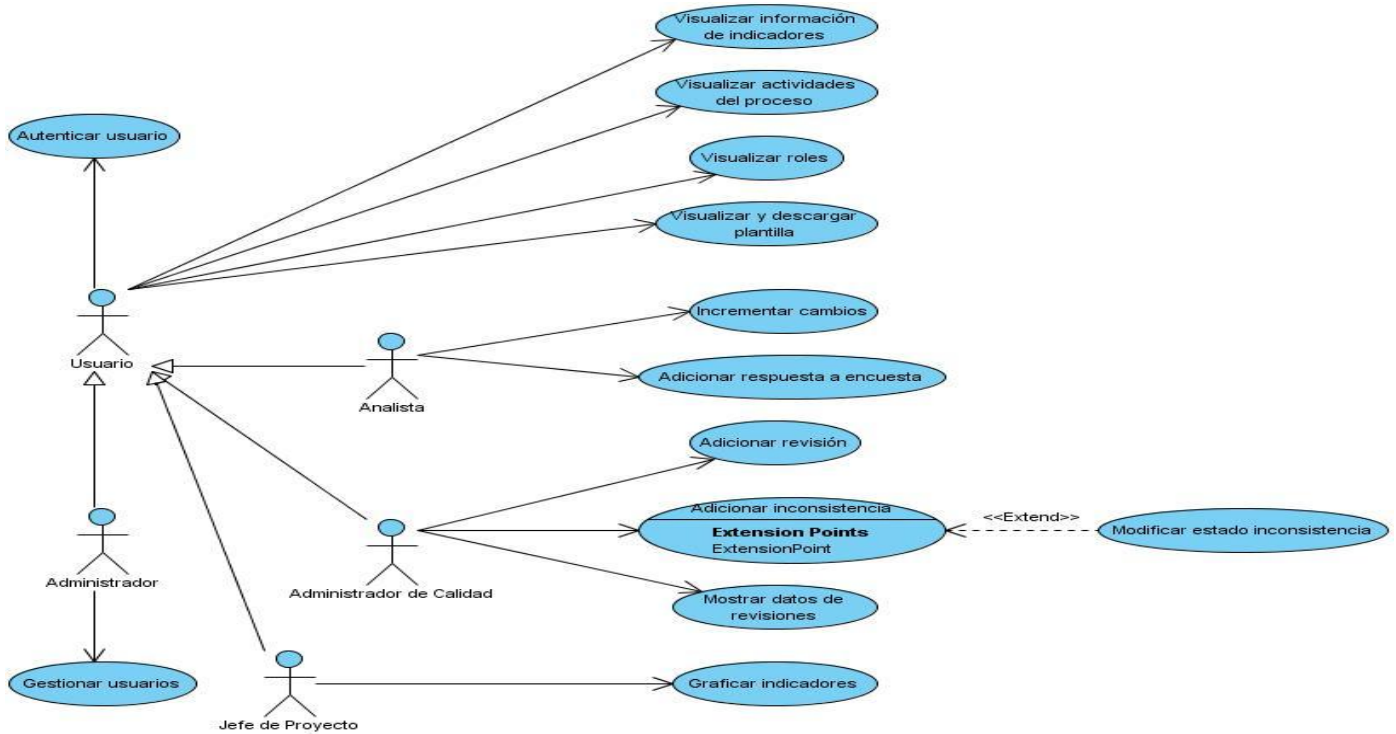 Visualizar información
de indicadores
Visualizar actividades
del proceso
Autenticar usuario
Visualizar roles
Visualizar y descargar
plantilla
Incrementar cambios
Usuario
Adicionar respuesta a encuesta
Analista
Adicionar revisión
Adicionar inconsistencia
<<Extend>>
Extension Points
ExtensionPoint
Modificar estado inconsistencia
Administrador
Administrador de Calidad
Mostrar datos de
revisiones
Gestionar usuarios
Graficar indicadores
Jefe de Proyecto